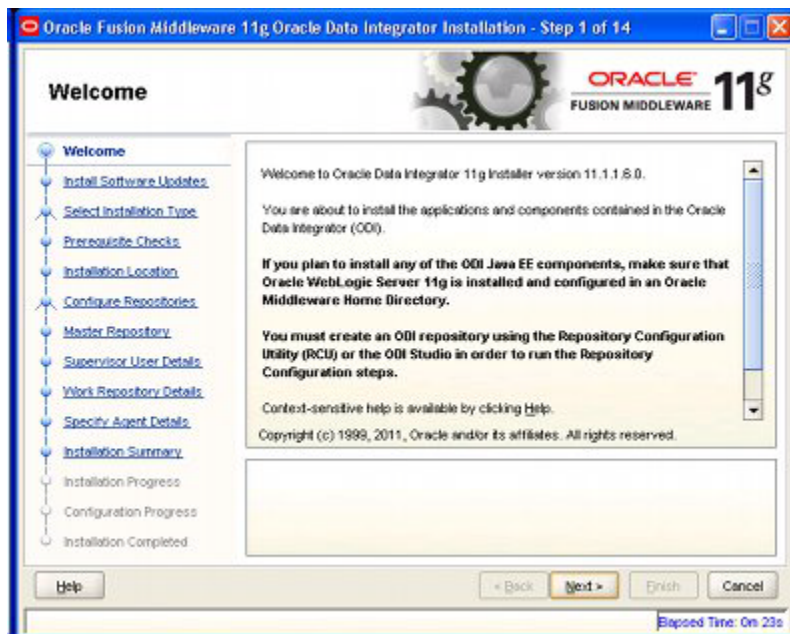 Oracle Fusion Middleware 11g Oracle Data Integrator Installation - Step 1 of 14
Welcome
ORACLE
FUSION MIDDLEWARE 11g
Welcome
Install Software Updates
Select Installation Type
Prerequisite Checks
Installation Location
Configure Repositories
Master Repository
Supervisor User Details
Work Repository Details
Specify Agent Details
Installation Summary
Installation Progress
Configuration Progress
Installation Completed
Welcome to Oracle Data Integrator 11g Installer version 11.1.1.6.0.
You are about to install the applications and components contained in the Oracle
Data Integrator (ODI).
If you plan to install any of the ODI Java EE components, make sure that
Oracle WebLogic Server 11g is installed and configured in an Oracle
Middleware Home Directory.
You must create an ODI repository using the Repository Configuration
Utility (RCU) or the ODI Studio in order to run the Repository
Configuration steps.
Context-sensitive help is available by clicking Help.
Copyright (c) 1999, 2011, Oracle and/or its affiliates. All rights reserved.
Help
< Back
Next >
Finish
Cancel
Elapsed Time: 0m 23s